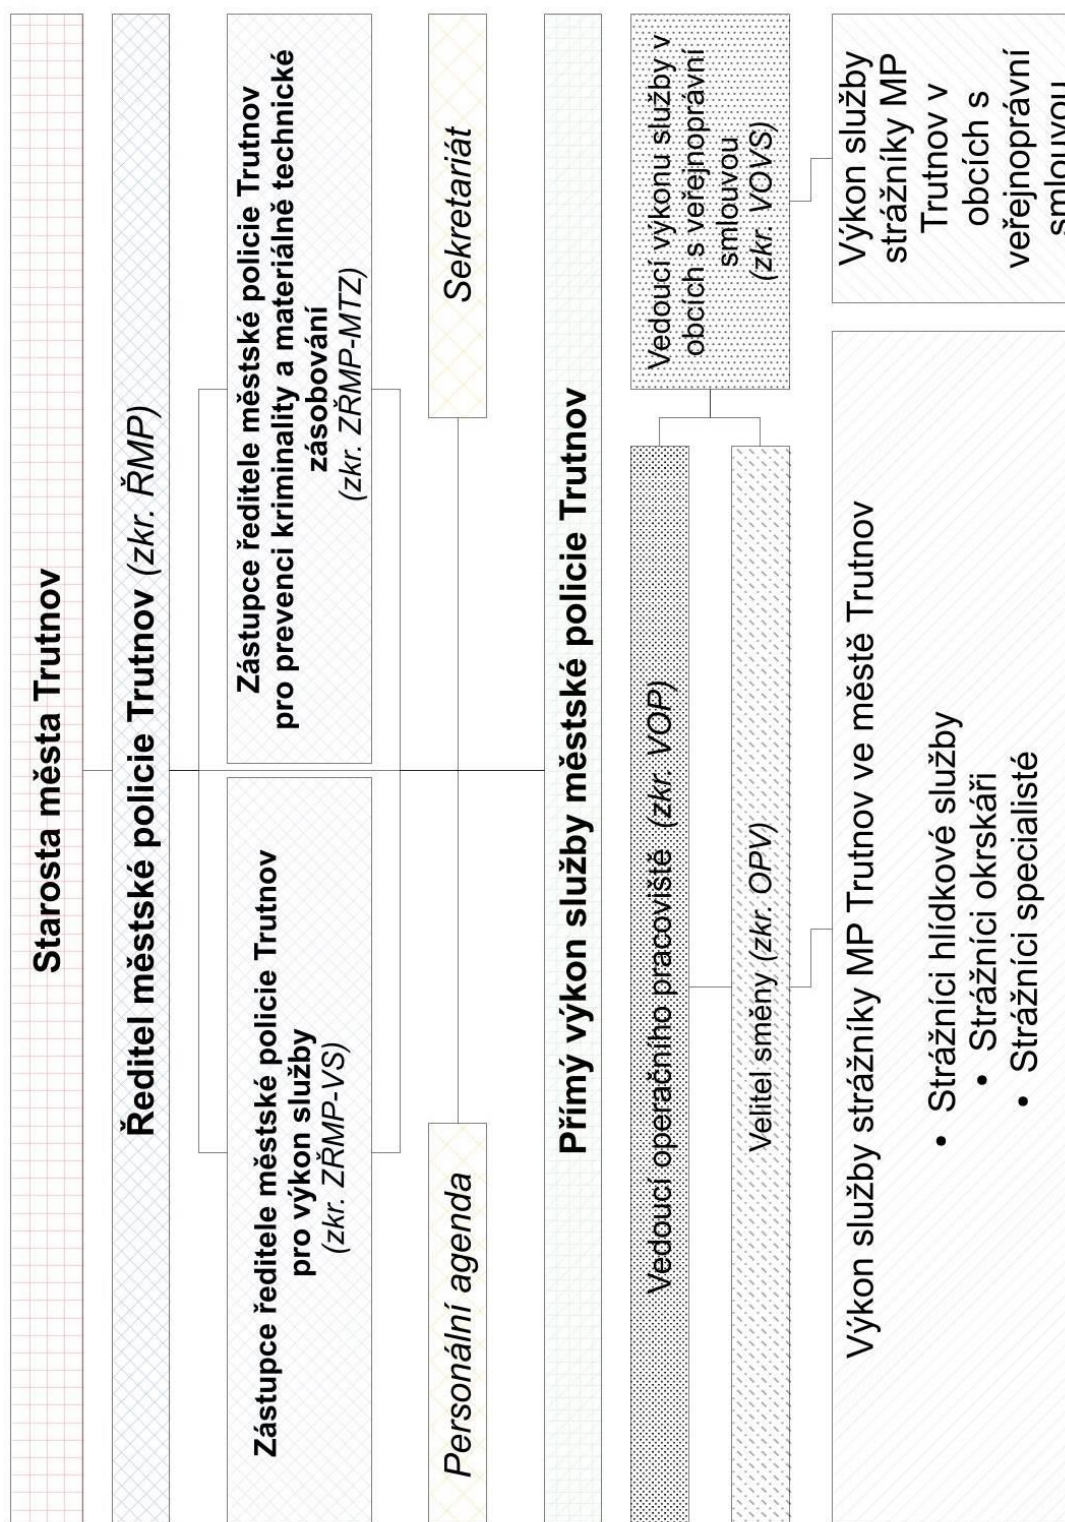 Starosta města Trutnov
Ředitel městské policie Trutnov (zkr. ŘMP)
Zástupce ředitele městské policie Trutnov
pro výkon služby
(zkr. ZŘMP-VS)
Zástupce ředitele městské policie Trutnov
pro prevenci kriminality a materiálně technické
zásobování
(zkr. ZŘMP-MTZ)
Personální agenda
Sekretariát
Přímý výkon služby městské policie Trutnov
Vedoucí operačního pracoviště (zkr. VOP)
Velitel směny (zkr. OPV)
Vedoucí výkonu služby v
obcích s veřejnoprávní
smlouvou
(zkr. VOVS)
Výkon služby strážníky MP Trutnov ve městě Trutnov
• Strážníci hlídkové služby
• Strážníci okrskáři
• Strážníci specialisté
Výkon služby
strážníky MP
Trutnov v
obcích s
veřejnoprávní
smlouvou